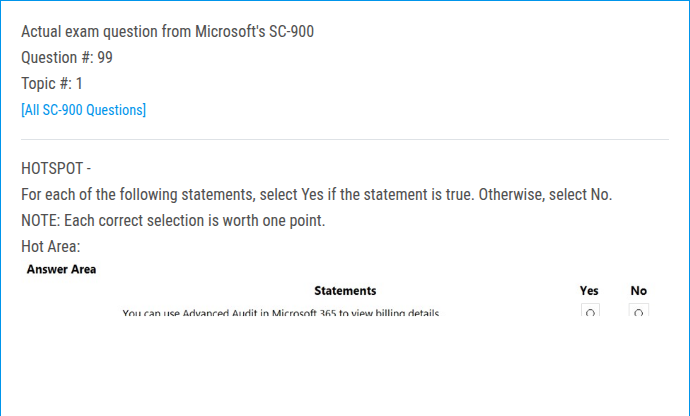 Actual exam question from Microsoft's SC-900
Question #: 99
Topic #: 1
[All SC-900 Questions]
HOTSPOT -
For each of the following statements, select Yes if the statement is true. Otherwise, select No.
NOTE: Each correct selection is worth one point.
Hot Area:
Answer Area
Statements Yes No
You can use Advanced Audit in Microsoft 365 to view billing details